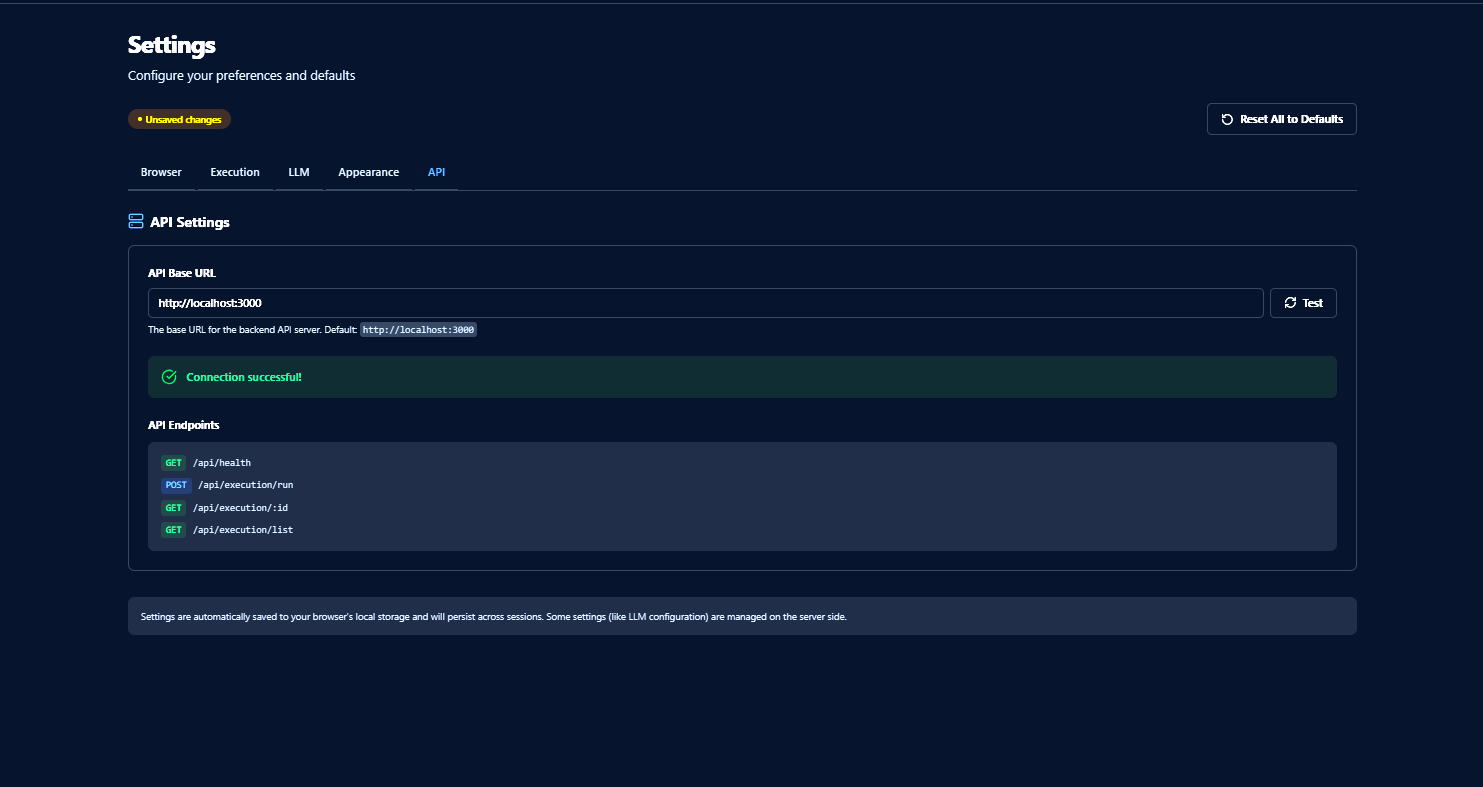 Settings
Configure your preferences and defaults
• Unsaved changes
Reset All to Defaults
Browser Execution LLM Appearance API
API Settings
API Base URL
http://localhost:3000
Test
The base URL for the backend API server. Default: http://localhost:3000
Connection successful!
API Endpoints
GET /api/health
POST /api/execution/run
GET /api/execution/:id
GET /api/execution/list
Settings are automatically saved to your browser's local storage and will persist across sessions. Some settings (like LLM configuration) are managed on the server side.